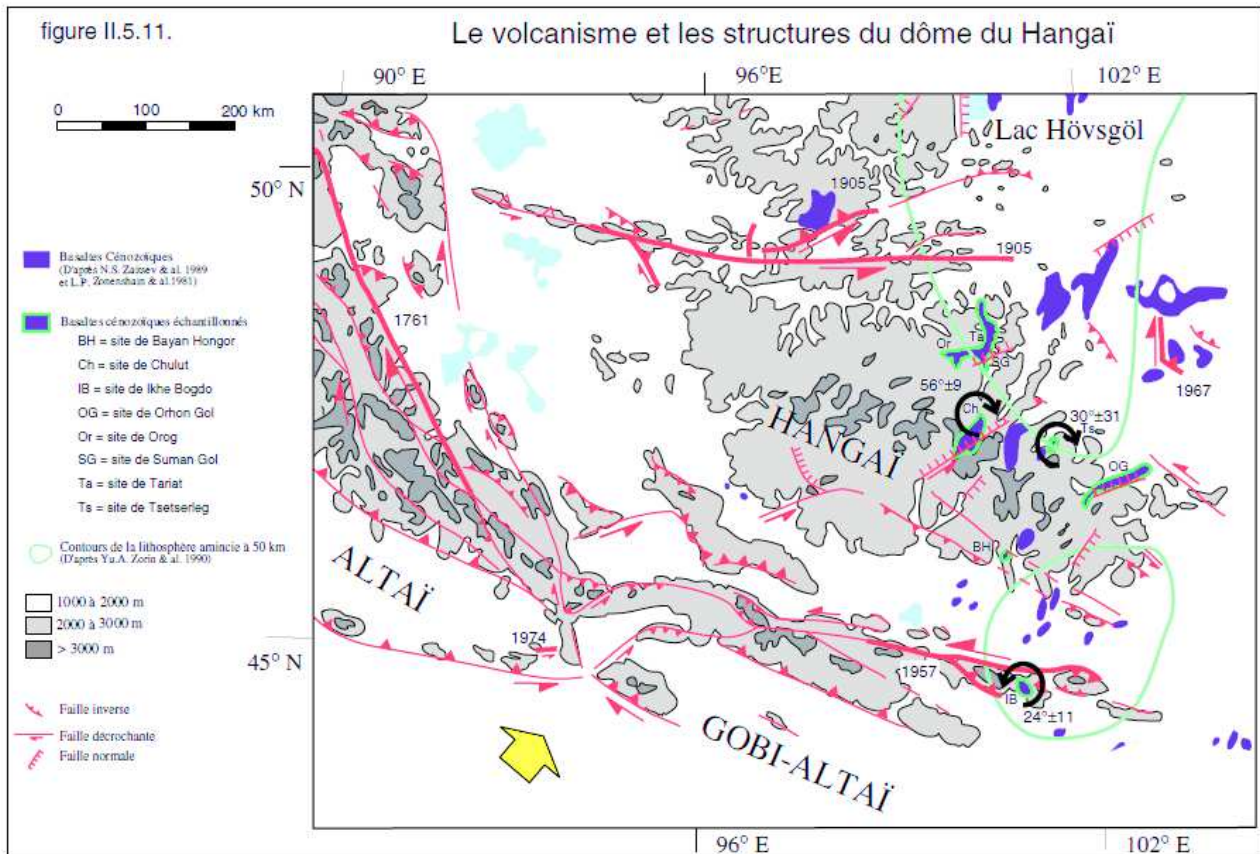 figure II.5.11.
Le volcanisme et les structures du dôme du Hangaï
90° E
96° E
102° E
0 100 200 km
Lac Hövsgöl
50° N
1905
1905
Basaltes Cénozoïques
(D'après N.S. Zaitsev & al. 1989
et L.P. Zonenshain & al.1981)
1761
Basaltes cénozoïques échantillonnés
BH = site de Bayan Hongor
Ch = site de Chulut
IB = site de Ikhe Bogdo
OG = site de Orhon Gol
Or = site de Orog
SG = site de Suman Gol
Ta = site de Tariat
Ts = site de Tsetserleg
Ta
Or
SG
1967
56°±9
Ch
30°±31
Ts
HANGAÏ
OG
BH
Contours de la lithosphère amincie à 50 km
(D'après Yu.A. Zorin & al. 1990)
ALTAÏ
1000 à 2000 m
2000 à 3000 m
> 3000 m
45° N
1974
1957
IB
24°±11
GOBI-ALTAÏ
Faille inverse
Faille décrochante
Faille normale
96° E
102° E